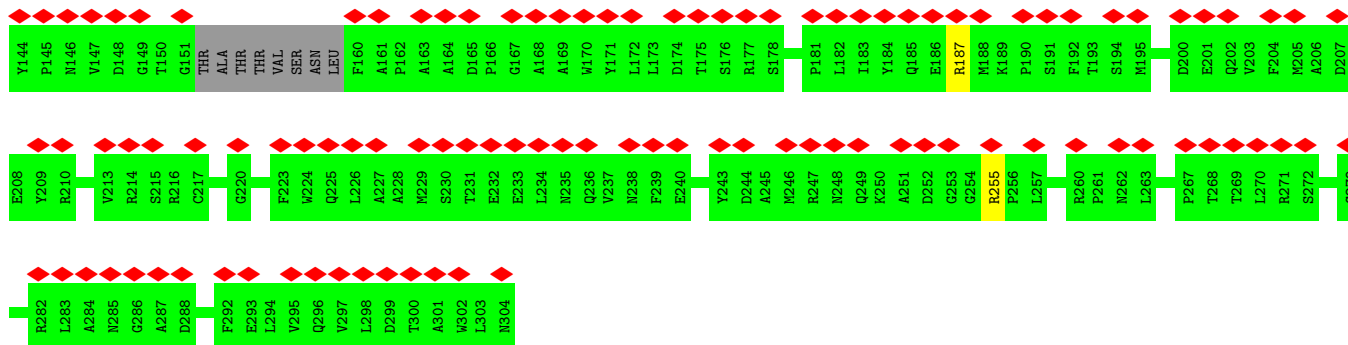 Y144 P145 N146 V147 D148 G149 T150 G151 THR ALA THR THR VAL SER ASN LEU F160 A161 P162 A163 A164 D165 P166 G167 A168 A169 W170 Y171 L172 L173 D174 T175 S176 R177 S178 P181 L182 I183 Y184 Q185 E186 R187 M188 K189 P190 S191 F192 T193 S194 M195 D200 E201 Q202 V203 F204 M205 A206 D207
E208 Y209 R210 V213 R214 S215 R216 C217 G220 F223 W224 Q225 L226 A227 A228 M229 S230 T231 E232 E233 L234 N235 Q236 V237 N238 F239 E240 Y243 D244 A245 M246 R247 N248 Q249 K250 A251 D252 G253 G254 R255 P256 L257 R260 P261 N262 L263 P267 T268 T269 L270 R271 S272
R282 L283 A284 N285 G286 A287 D288 F292 E293 L294 V295 Q296 V297 L298 D299 T300 A301 W302 L303 N304